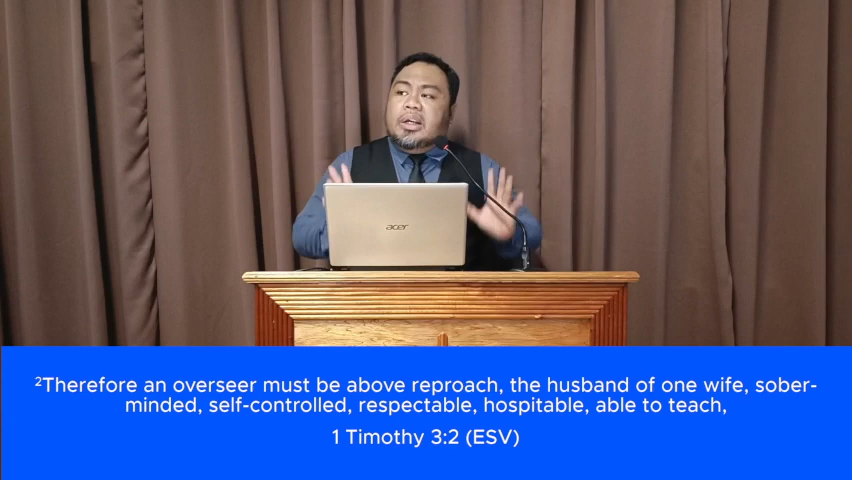 acer
²Therefore an overseer must be above reproach, the husband of one wife, sober-
minded, self-controlled, respectable, hospitable, able to teach,
1 Timothy 3:2 (ESV)